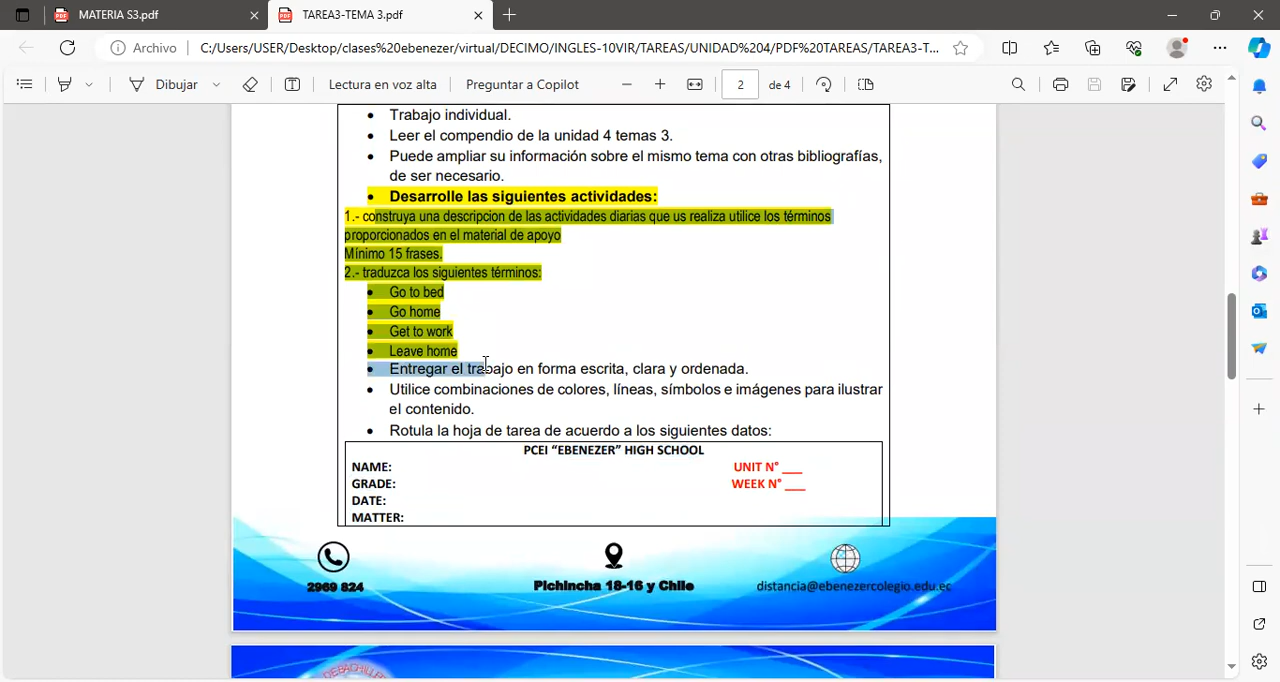 MATERIA S3.pdf
TAREA3-TEMA 3.pdf
Archivo
C:/Users/USER/Desktop/clases%20ebenezer/virtual/DECIMO/INGLES-10VIR/TAREAS/UNIDAD%204/PDF%20TAREAS/TAREA3-T...
Dibujar
Lectura en voz alta
Preguntar a Copilot
2
de 4
• Trabajo individual.
• Leer el compendio de la unidad 4 temas 3.
• Puede ampliar su información sobre el mismo tema con otras bibliografías,
de ser necesario.
• Desarrolle las siguientes actividades:
1.- construya una descripcion de las actividades diarias que us realiza utilice los términos
proporcionados en el material de apoyo
Mínimo 15 frases.
2.- traduzca los siguientes términos:
• Go to bed
• Go home
• Get to work
• Leave home
• Entregar el trabajo en forma escrita, clara y ordenada.
• Utilice combinaciones de colores, líneas, símbolos e imágenes para ilustrar
el contenido.
• Rotula la hoja de tarea de acuerdo a los siguientes datos:
PCEI “EBENEZER” HIGH SCHOOL
NAME:
UNIT N° ___
GRADE:
WEEK N° ___
DATE:
MATTER:
2969 824
Pichincha 18-16 y Chile
distancia@ebenezercolegio.edu.ec
DE BACHILLE